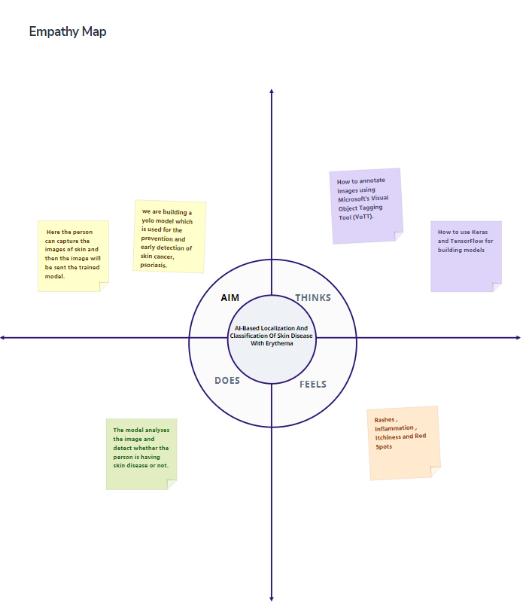 Empathy Map
How to annotate
images using
Microsoft's Visual
Object Tagging
Tool (VoTT).
we are building a
yolo model which
is used for the
prevention and
early detection of
skin cancer,
psoriasis.
Here the person
can capture the
images of skin and
then the image will
be sent the trained
model.
How to use Keras
and TensorFlow for
building models
AIM
THINKS
AI-Based Localization And
Classification Of Skin Disease
With Erythema
DOES
FEELS
Rashes ,
Inflammation ,
Itchiness and Red
Spots
The model analyses
the image and
detect whether the
person is having
skin disease or not.